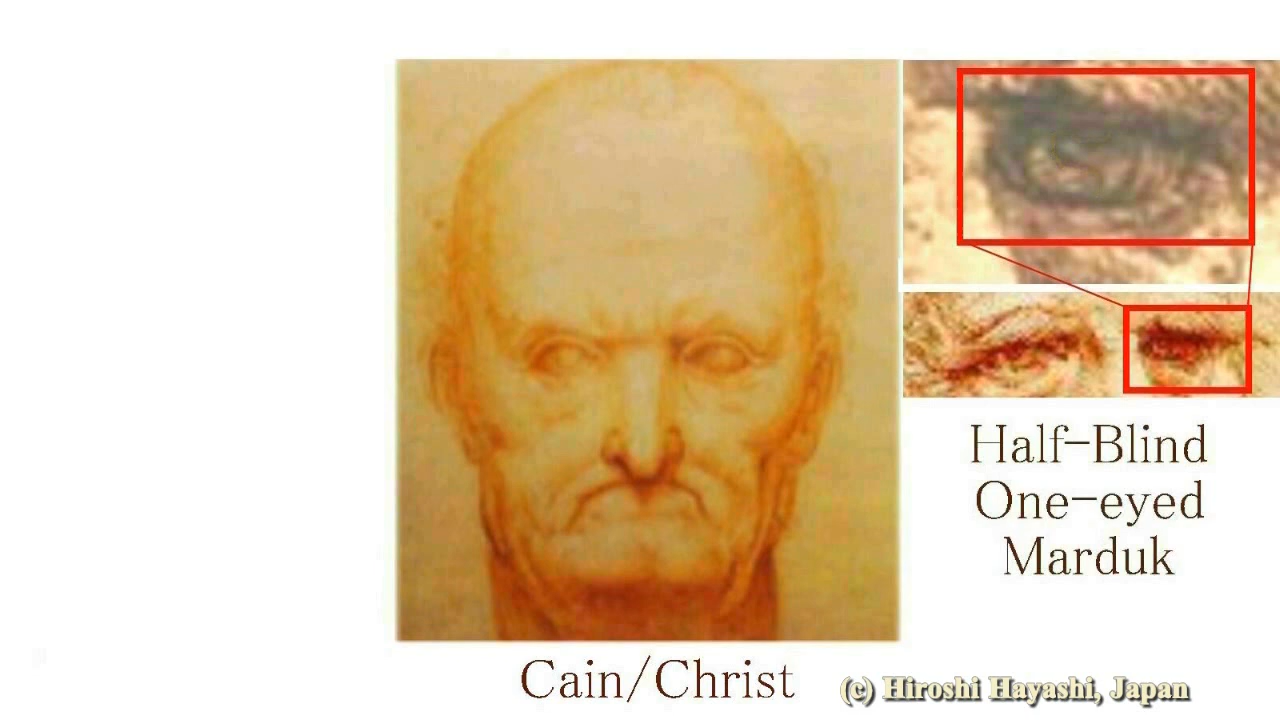 Half-Blind
One-eyed
Marduk
Cain/Christ
(c) Hiroshi Hayashi, Japan